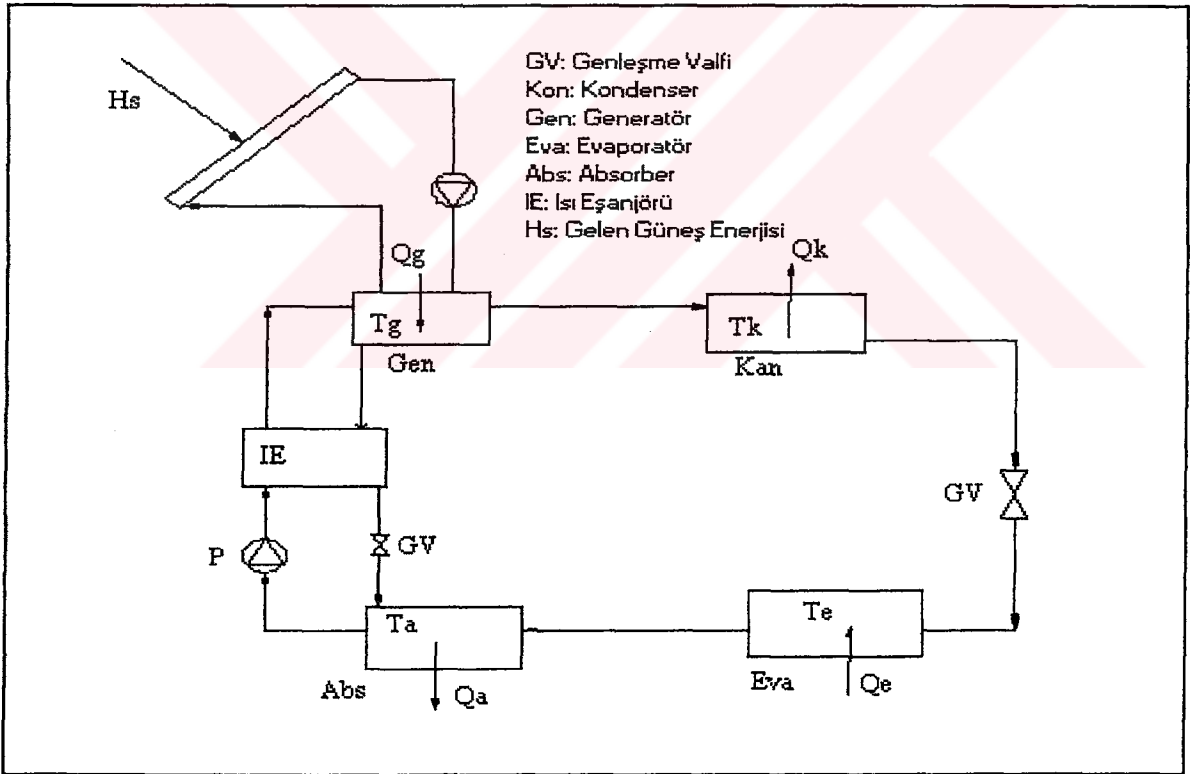 GV: Genleşme Valfi
Kon: Kondenser
Gen: Generatör
Eva: Evaporatör
Abs: Absorber
IE: Isı Eşanjörü
Hs: Gelen Güneş Enerjisi
Hs
Qg
Qk
Tg
Tk
Gen
Kan
IE
GV
P
GV
Ta
Te
Abs
Qa
Eva
Qe